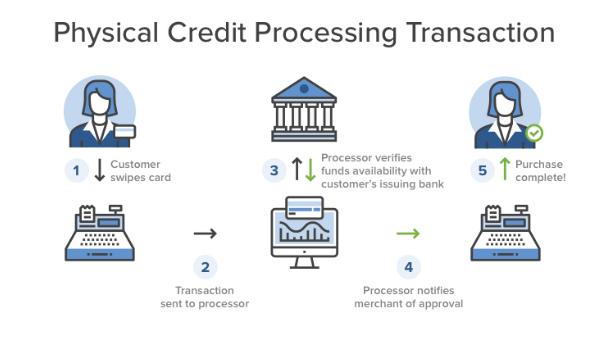 Physical Credit Processing Transaction
1
Customer
swipes card
3
Processor verifies
funds availability with
customer's issuing bank
5
Purchase
complete!
2
Transaction
sent to processor
4
Processor notifies
merchant of approval